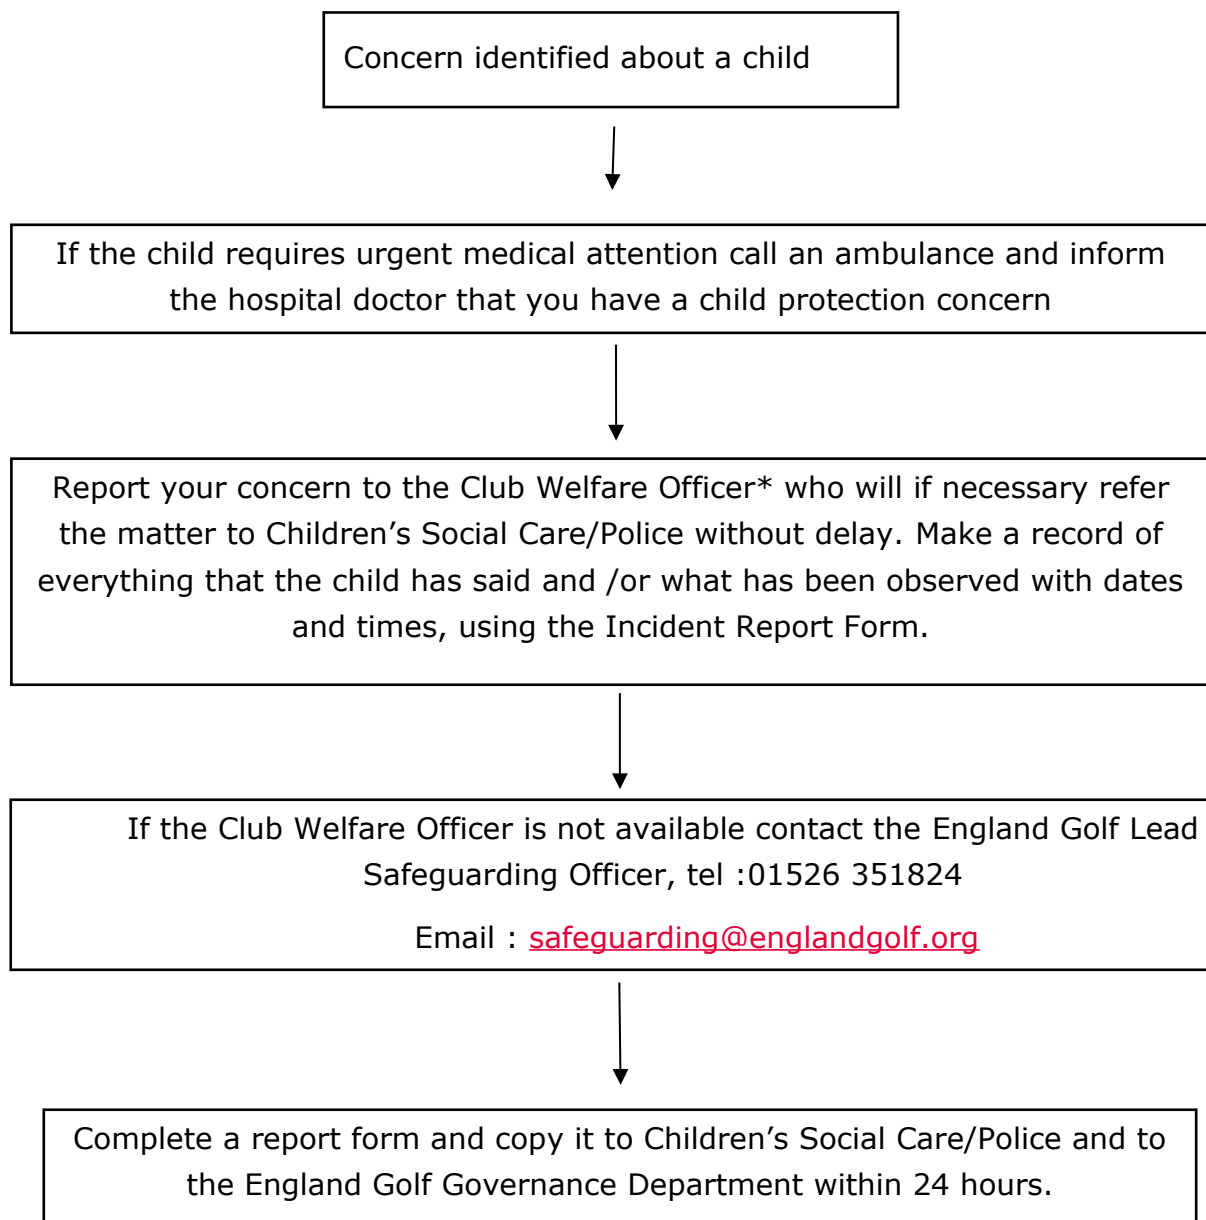 Concern identified about a child
If the child requires urgent medical attention call an ambulance and inform
the hospital doctor that you have a child protection concern
Report your concern to the Club Welfare Officer* who will if necessary refer
the matter to Children’s Social Care/Police without delay. Make a record of
everything that the child has said and /or what has been observed with dates
and times, using the Incident Report Form.
If the Club Welfare Officer is not available contact the England Golf Lead
Safeguarding Officer, tel :01526 351824
Email : safeguarding@englandgolf.org
Complete a report form and copy it to Children’s Social Care/Police and to
the England Golf Governance Department within 24 hours.